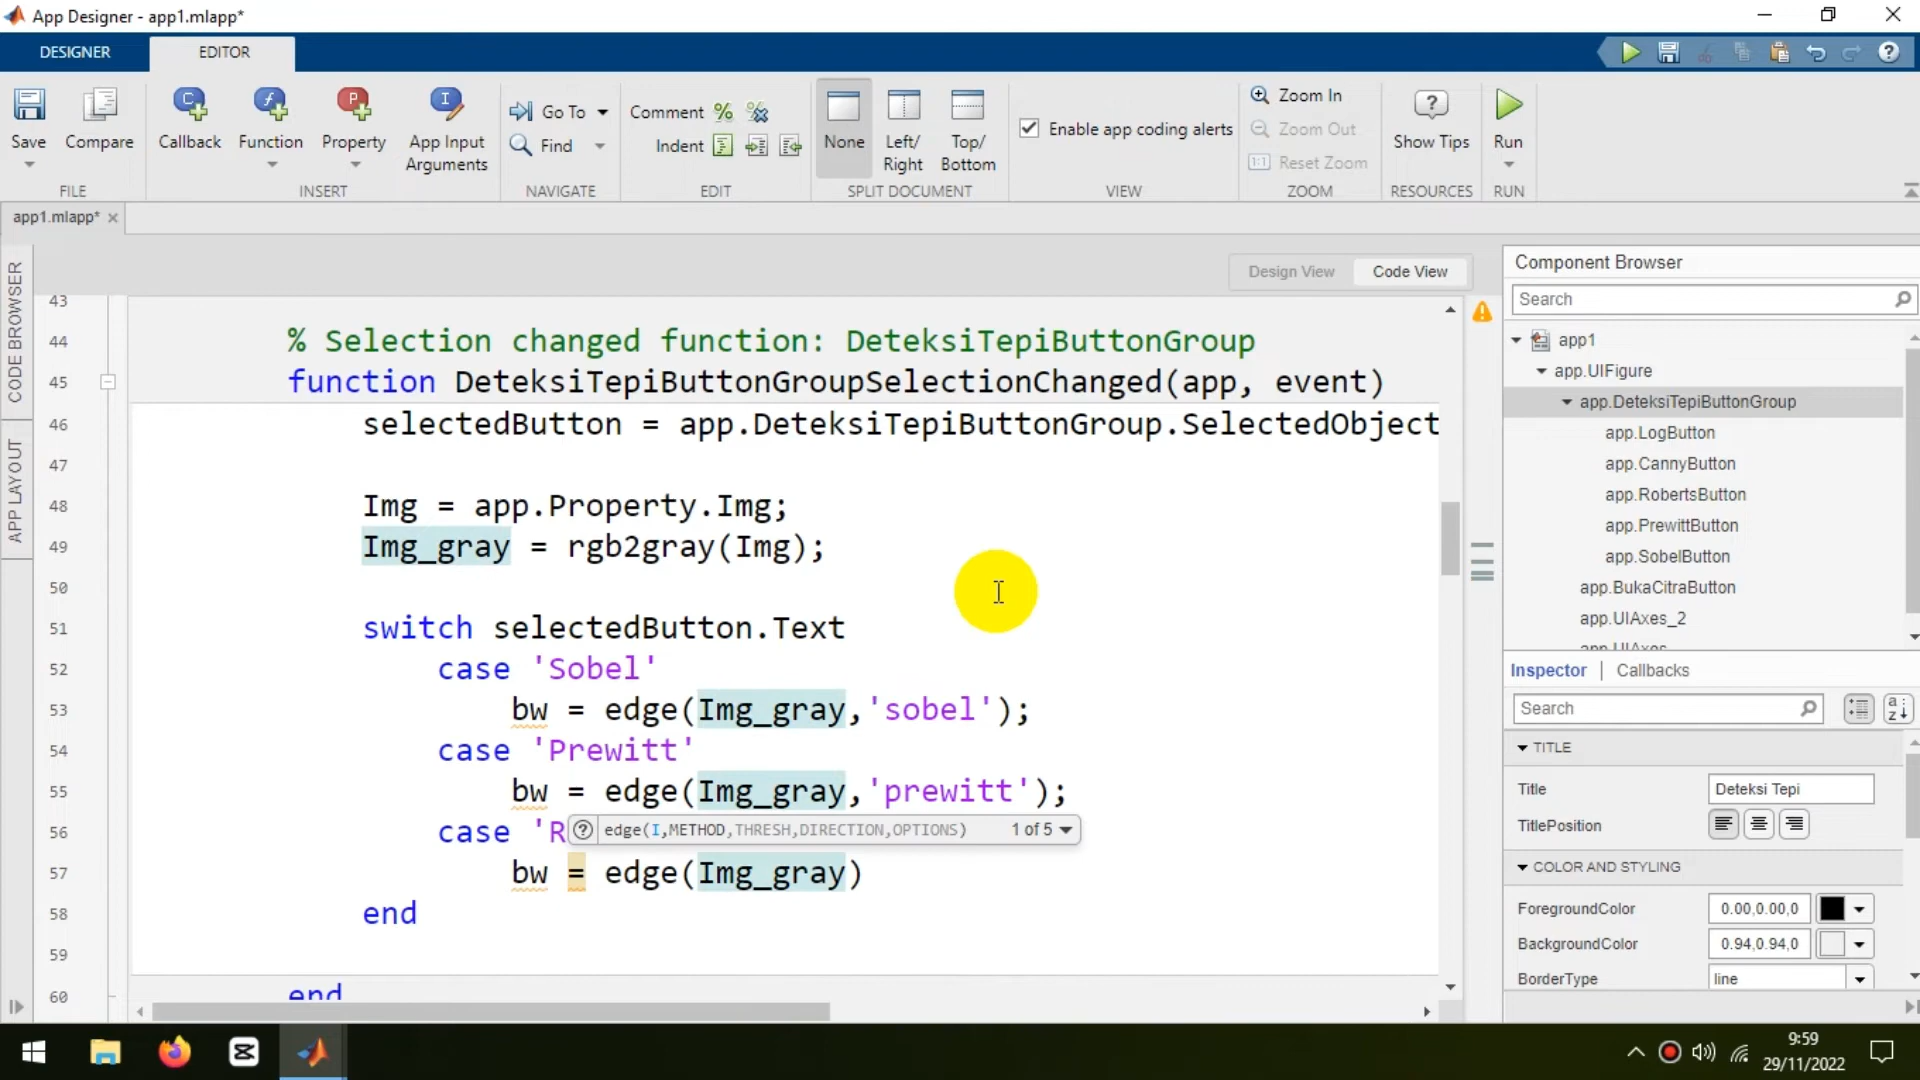 App Designer - app1.mlapp*
DESIGNER
EDITOR
Save
Compare
FILE
Callback
Function
Property
App Input
Arguments
INSERT
Go To
Find
NAVIGATE
Comment
Indent
EDIT
None
Left/
Right
Top/
Bottom
SPLIT DOCUMENT
Enable app coding alerts
VIEW
Zoom In
Zoom Out
Reset Zoom
ZOOM
Show Tips
RESOURCES
Run
RUN
app1.mlapp*
CODE BROWSER
APP LAYOUT
Design View
Code View
43
44 % Selection changed function: DeteksiTepiButtonGroup
45 function DeteksiTepiButtonGroupSelectionChanged(app, event)
46 selectedButton = app.DeteksiTepiButtonGroup.SelectedObject
47
48 Img = app.Property.Img;
49 Img_gray = rgb2gray(Img);
50
51 switch selectedButton.Text
52 case 'Sobel'
53 bw = edge(Img_gray,'sobel');
54 case 'Prewitt'
55 bw = edge(Img_gray,'prewitt');
56 case 'R
edge(I,METHOD,THRESH,DIRECTION,OPTIONS) 1 of 5
57 bw = edge(Img_gray)
58 end
59
60 end
Component Browser
Search
app1
app.UIFigure
app.DeteksiTepiButtonGroup
app.LogButton
app.CannyButton
app.RobertsButton
app.PrewittButton
app.SobelButton
app.BukaCitraButton
app.UIAxes_2
app.UIAxes
Inspector | Callbacks
Search
TITLE
Title Deteksi Tepi
TitlePosition
COLOR AND STYLING
ForegroundColor 0.00,0.00,0
BackgroundColor 0.94,0.94,0
BorderType line
9:59
29/11/2022